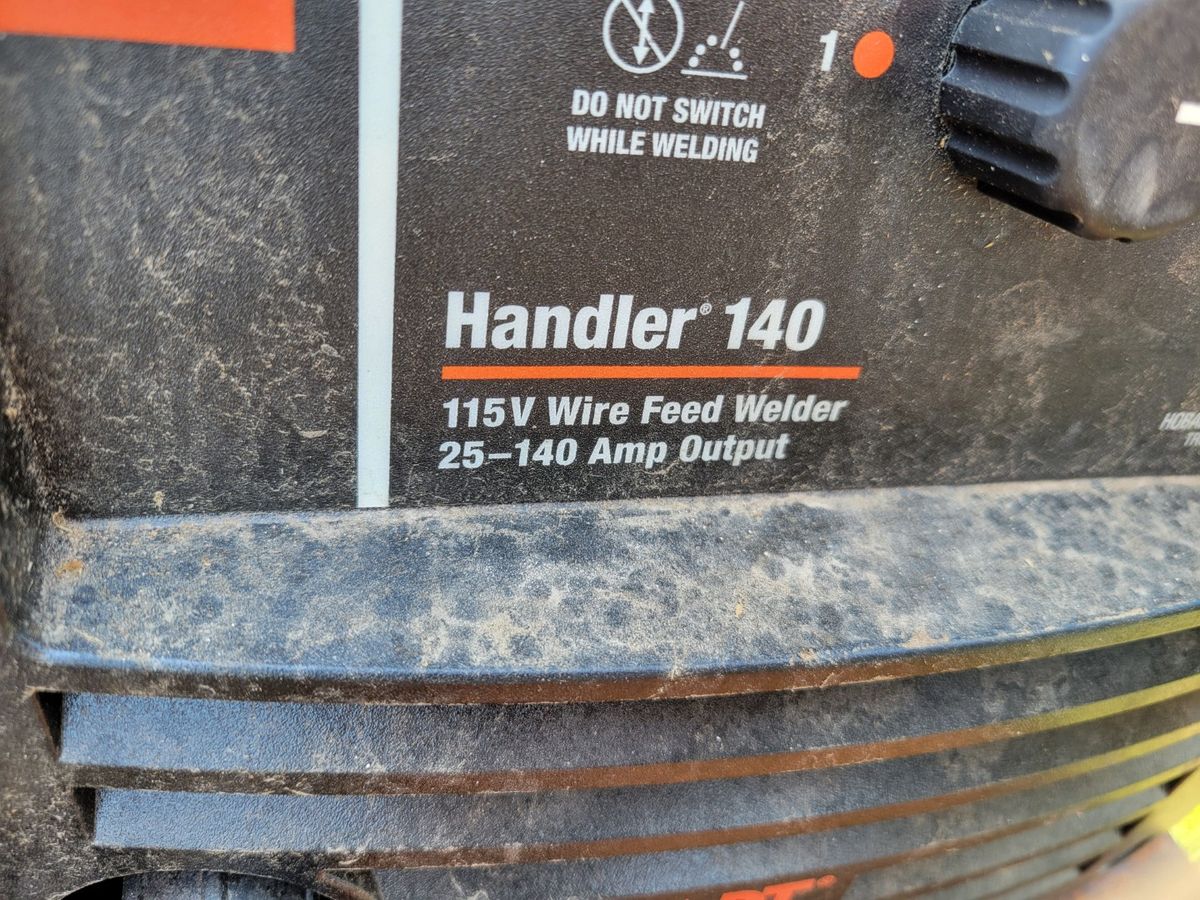 1
DO NOT SWITCH
WHILE WELDING
Handler® 140
115V Wire Feed Welder
25–140 Amp Output